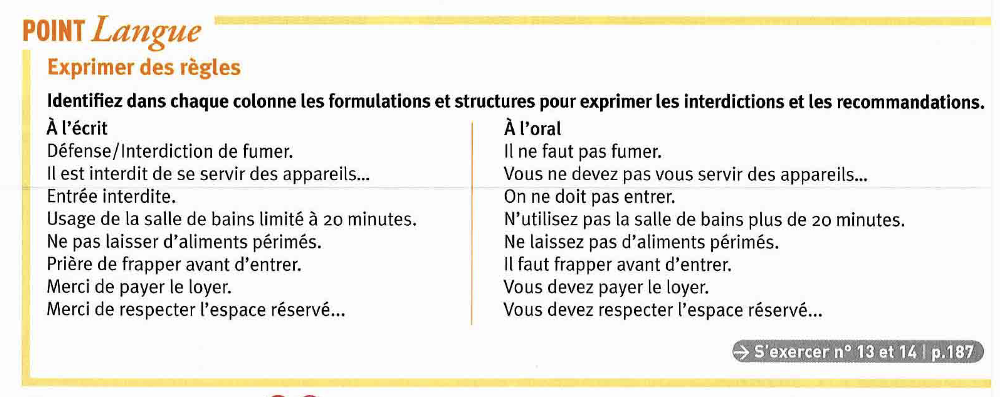 POINT Langue
Exprimer des règles
Identifiez dans chaque colonne les formulations et structures pour exprimer les interdictions et les recommandations.
À l'écrit
Défense/Interdiction de fumer.
Il est interdit de se servir des appareils...
Entrée interdite.
Usage de la salle de bains limité à 20 minutes.
Ne pas laisser d'aliments périmés.
Prière de frapper avant d'entrer.
Merci de payer le loyer.
Merci de respecter l'espace réservé...
À l'oral
Il ne faut pas fumer.
Vous ne devez pas vous servir des appareils...
On ne doit pas entrer.
N'utilisez pas la salle de bains plus de 20 minutes.
Ne laissez pas d'aliments périmés.
Il faut frapper avant d'entrer.
Vous devez payer le loyer.
Vous devez respecter l'espace réservé...
→ S'exercer n° 13 et 14 | p.187